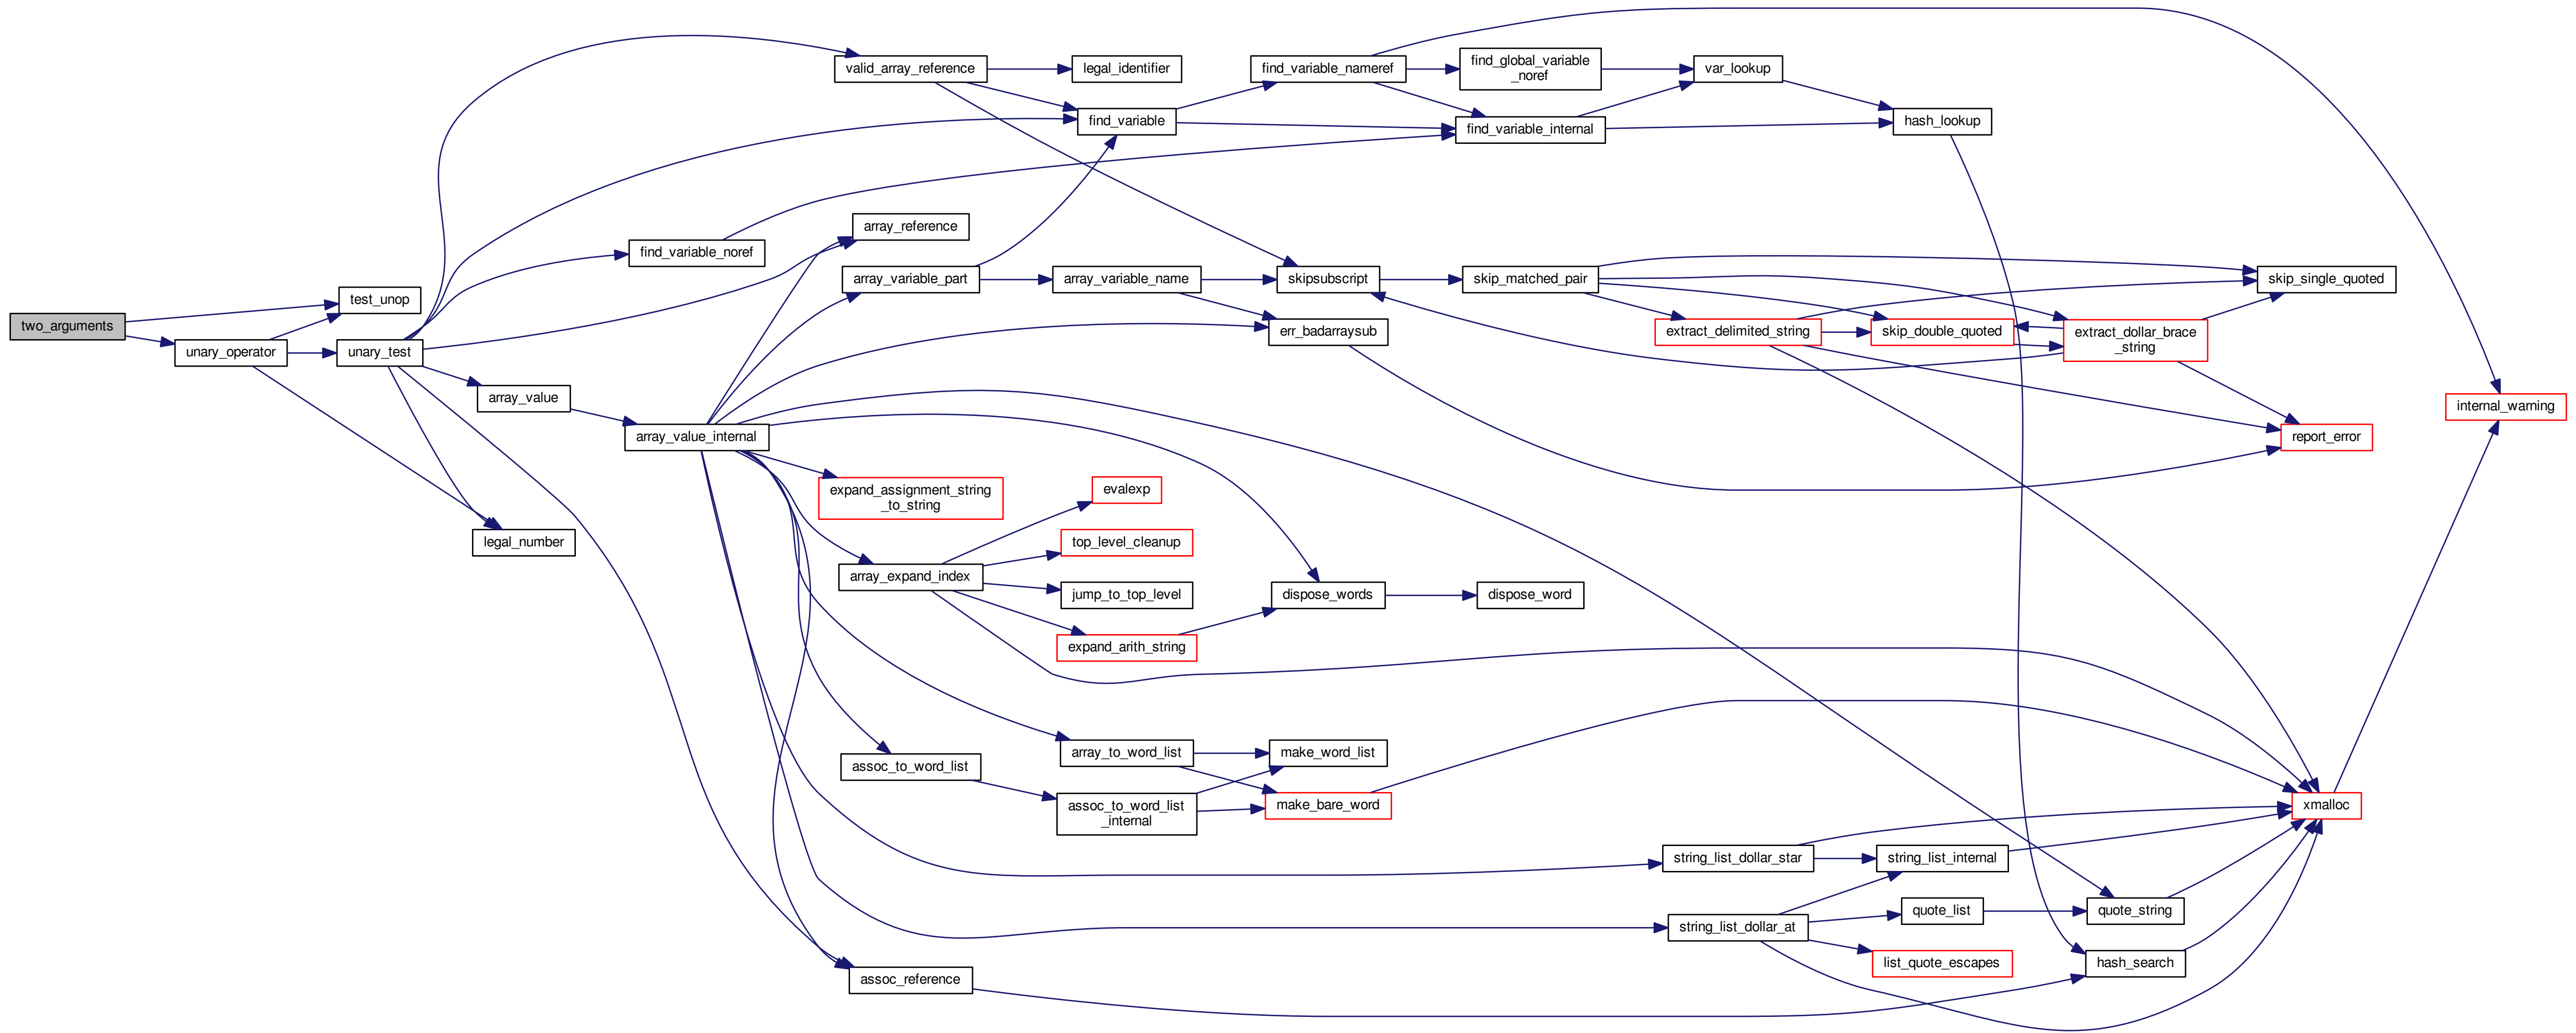 two_arguments
test_unop
unary_operator
unary_test
array_value
legal_number
find_variable_noref
array_value_internal
valid_array_reference
array_reference
array_variable_part
expand_assignment_string
_to_string
array_expand_index
assoc_to_word_list
assoc_reference
legal_identifier
find_variable
array_variable_name
evalexp
top_level_cleanup
jump_to_top_level
expand_arith_string
array_to_word_list
assoc_to_word_list
_internal
find_variable_nameref
skipsubscript
err_badarraysub
dispose_words
make_word_list
make_bare_word
find_global_variable
_noref
find_variable_internal
skip_matched_pair
dispose_word
var_lookup
extract_delimited_string
string_list_dollar_star
string_list_dollar_at
hash_lookup
skip_double_quoted
string_list_internal
quote_list
list_quote_escapes
extract_dollar_brace
_string
quote_string
hash_search
skip_single_quoted
report_error
xmalloc
internal_warning